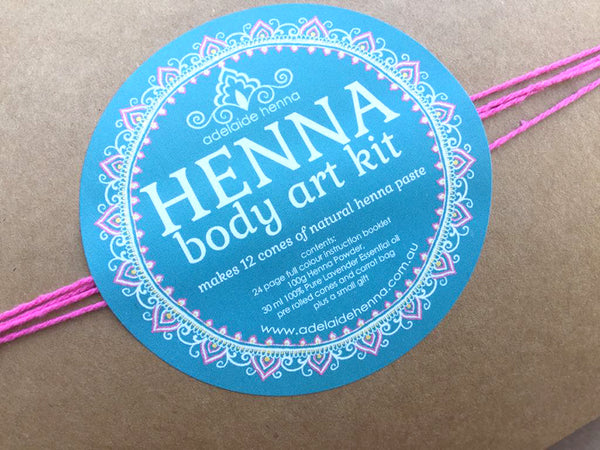 adelaide henna
HENNA
body art kit
makes 12 cones of natural henna paste
contents:
24 page full colour instruction booklet
100g Henna Powder,
30 ml 100% Pure Lavender Essential oil
pre rolled cones and carrot bag
plus a small gift
www.adelaidehenna.com.au